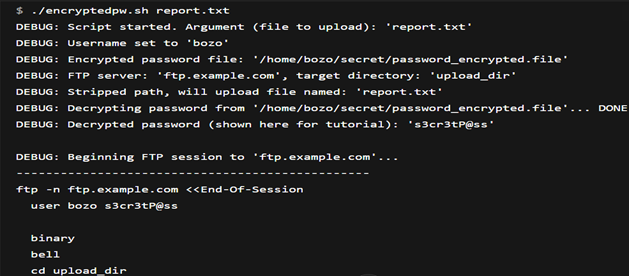 $ ./encryptedpw.sh report.txt
DEBUG: Script started. Argument (file to upload): 'report.txt'
DEBUG: Username set to 'bozo'
DEBUG: Encrypted password file: '/home/bozo/secret/password_encrypted.file'
DEBUG: FTP server: 'ftp.example.com', target directory: 'upload_dir'
DEBUG: Stripped path, will upload file named: 'report.txt'
DEBUG: Decrypting password from '/home/bozo/secret/password_encrypted.file'... DONE
DEBUG: Decrypted password (shown here for tutorial): 's3cr3tP@ss'
DEBUG: Beginning FTP session to 'ftp.example.com'...
------------------------------------------------
ftp -n ftp.example.com <<End-Of-Session
user bozo s3cr3tP@ss
binary
bell
cd upload_dir